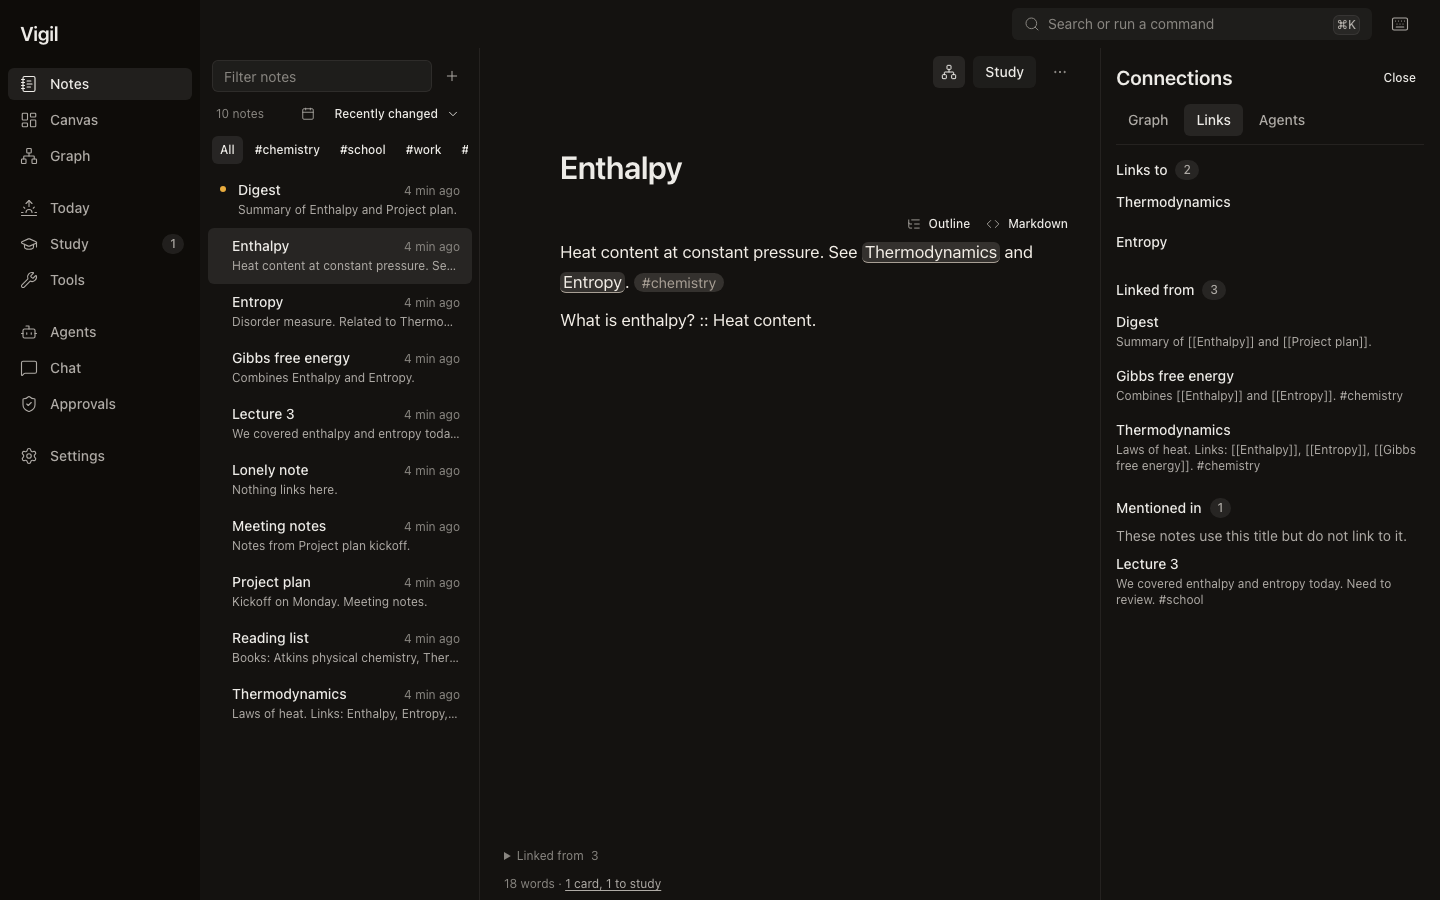 Vigil
Search or run a command
⌘K
Notes
Canvas
Graph
Today
Study 1
Tools
Agents
Chat
Approvals
Settings
Filter notes
10 notes
Recently changed
All #chemistry #school #work #
Digest 4 min ago
Summary of Enthalpy and Project plan.
Enthalpy 4 min ago
Heat content at constant pressure. Se...
Entropy 4 min ago
Disorder measure. Related to Thermo...
Gibbs free energy 4 min ago
Combines Enthalpy and Entropy.
Lecture 3 4 min ago
We covered enthalpy and entropy toda...
Lonely note 4 min ago
Nothing links here.
Meeting notes 4 min ago
Notes from Project plan kickoff.
Project plan 4 min ago
Kickoff on Monday. Meeting notes.
Reading list 4 min ago
Books: Atkins physical chemistry, Ther...
Thermodynamics 4 min ago
Laws of heat. Links: Enthalpy, Entropy,...
Study
Enthalpy
Outline Markdown
Heat content at constant pressure. See Thermodynamics and
Entropy. #chemistry
What is enthalpy? :: Heat content.
Linked from 3
18 words · 1 card, 1 to study
Connections
Close
Graph Links Agents
Links to 2
Thermodynamics
Entropy
Linked from 3
Digest
Summary of [[Enthalpy]] and [[Project plan]].
Gibbs free energy
Combines [[Enthalpy]] and [[Entropy]]. #chemistry
Thermodynamics
Laws of heat. Links: [[Enthalpy]], [[Entropy]], [[Gibbs
free energy]]. #chemistry
Mentioned in 1
These notes use this title but do not link to it.
Lecture 3
We covered enthalpy and entropy today. Need to
review. #school